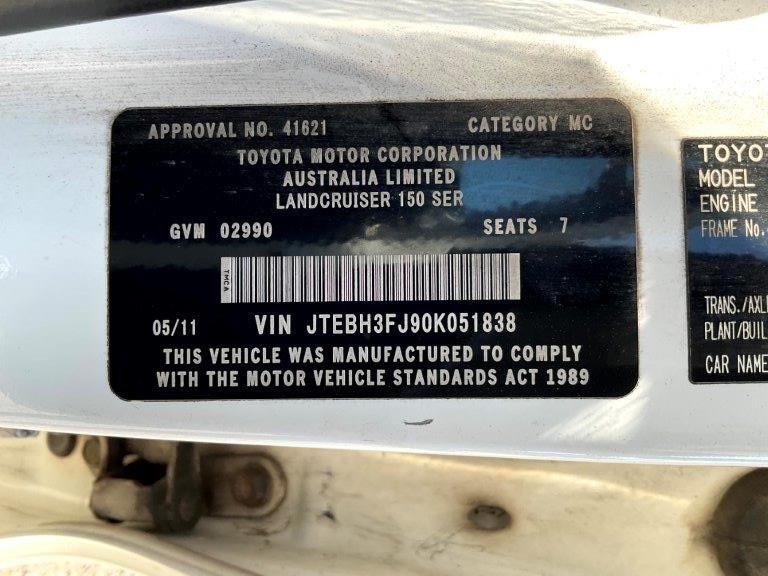 APPROVAL NO. 41621 CATEGORY MC
TOYOTA MOTOR CORPORATION
AUSTRALIA LIMITED
LANDCRUISER 150 SER
GVM 02990 SEATS 7
TMCA
05/11 VIN JTEBH3FJ90K051838
THIS VEHICLE WAS MANUFACTURED TO COMPLY
WITH THE MOTOR VEHICLE STANDARDS ACT 1989
TOYO
MODEL
ENGINE
FRAME No.
TRANS./AXL
PLANT/BUIL
CAR NAME